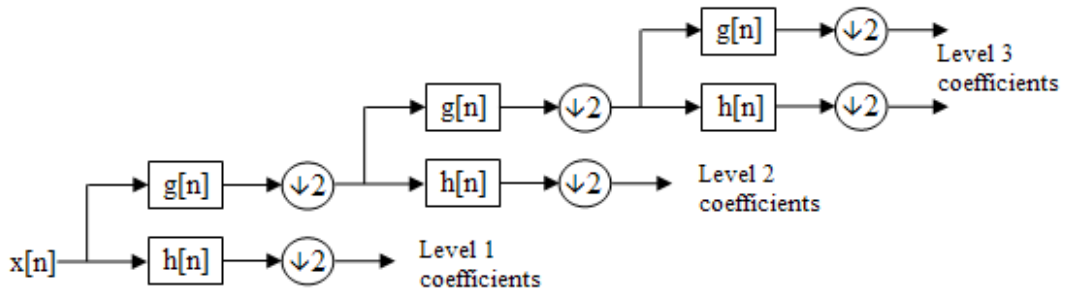 g[n] ↓2
Level 3
coefficients
g[n] ↓2 h[n] ↓2
g[n] ↓2 h[n] ↓2
Level 2
coefficients
x[n] h[n] ↓2
Level 1
coefficients